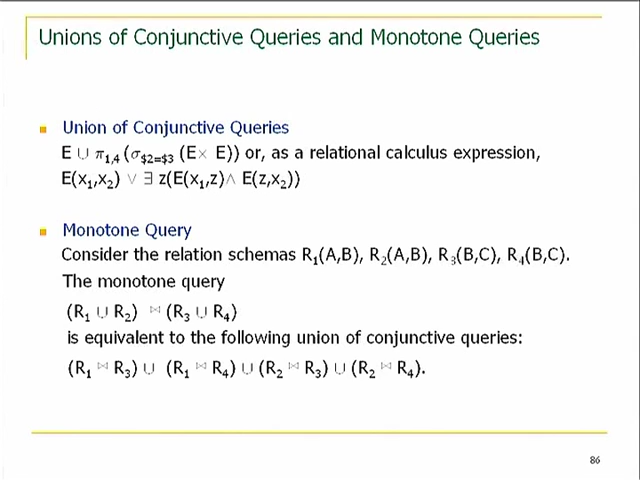 Unions of Conjunctive Queries and Monotone Queries
Union of Conjunctive Queries
E ∪ π1,4 (σ$2=$3 (E× E)) or, as a relational calculus expression,
E(x1,x2) ∨ ∃ z(E(x1,z)∧ E(z,x2))
Monotone Query
Consider the relation schemas R1(A,B), R2(A,B), R3(B,C), R4(B,C).
The monotone query
(R1 ∪ R2) ⋈ (R3 ∪ R4)
is equivalent to the following union of conjunctive queries:
(R1 ⋈ R3) ∪ (R1 ⋈ R4) ∪ (R2 ⋈ R3) ∪ (R2 ⋈ R4).
86